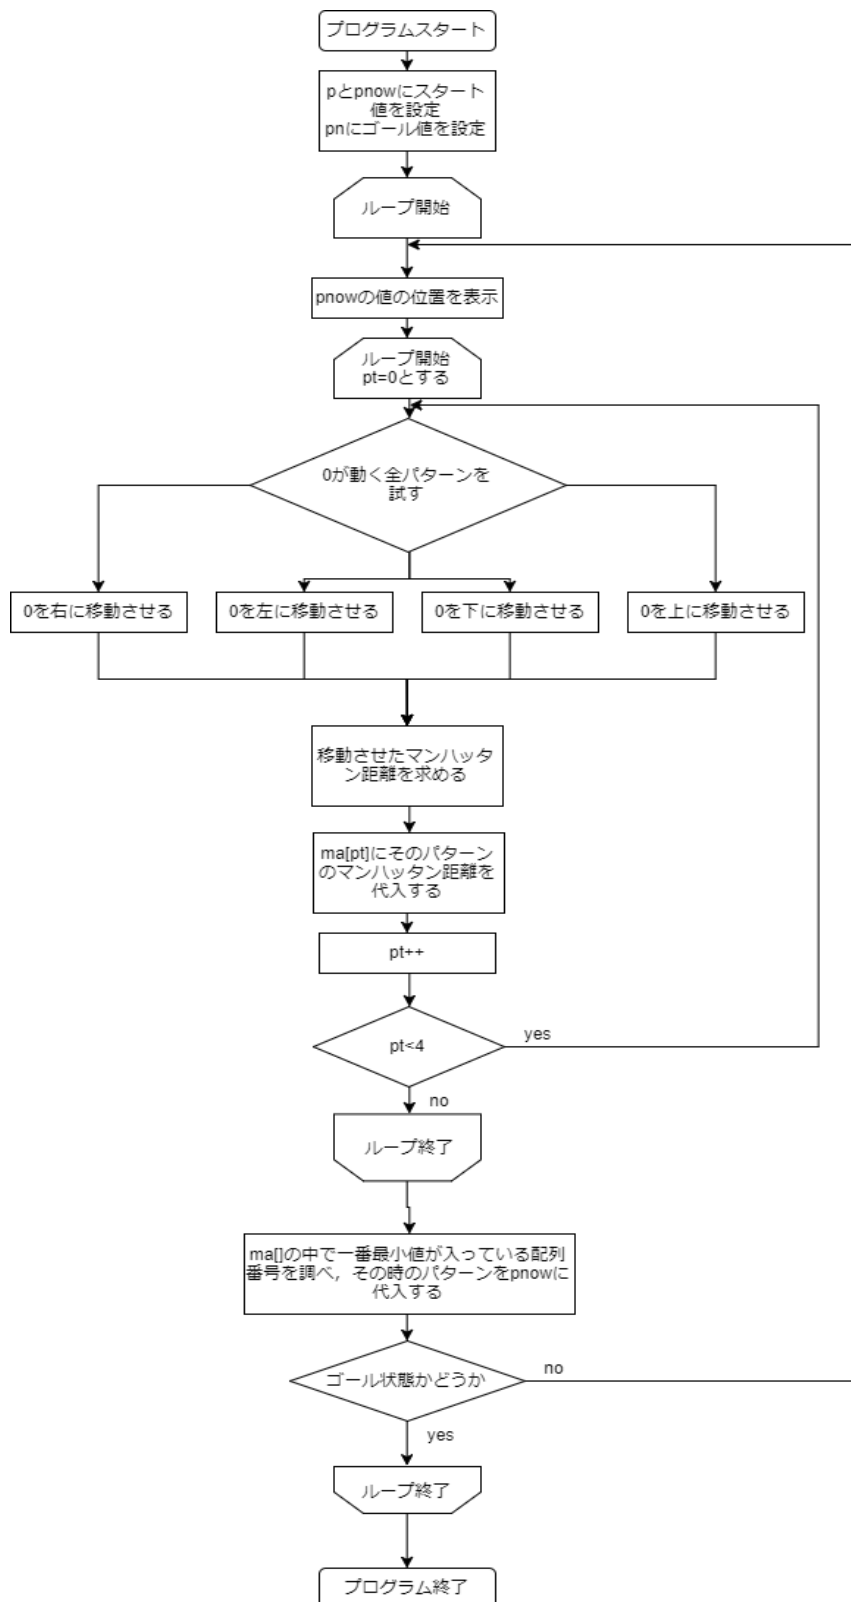 プログラムスタート
pとpnowにスタート
値を設定
pnにゴール値を設定
ループ開始
pnowの値の位置を表示
ループ開始
pt=0とする
0が動く全パターンを
試す
0を右に移動させる
0を左に移動させる
0を下に移動させる
0を上に移動させる
移動させたマンハッタ
ン距離を求める
ma[pt]にそのパターン
のマンハッタン距離を
代入する
pt++
pt<4
yes
no
ループ終了
ma[]の中で一番最小値が入っている配列
番号を調べ，その時のパターンをpnowに
代入する
ゴール状態かどうか
no
yes
ループ終了
プログラム終了